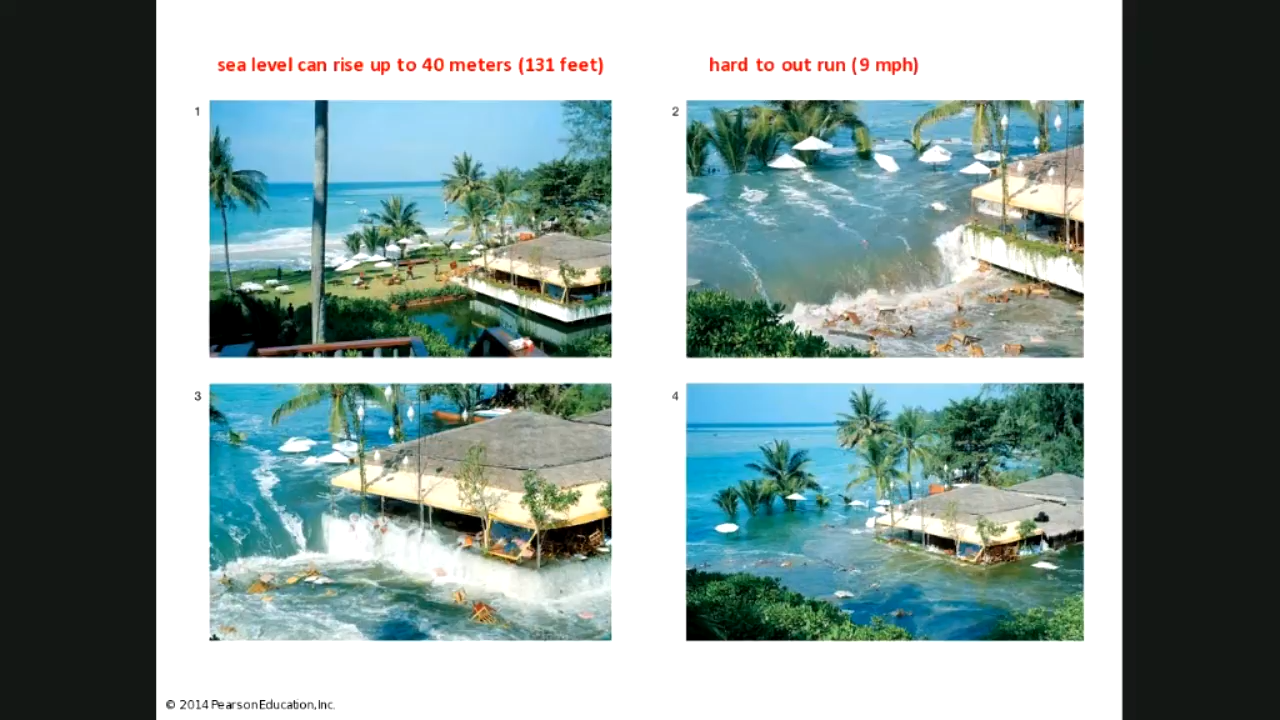 sea level can rise up to 40 meters (131 feet)
hard to out run (9 mph)
1
2
3
4
© 2014 Pearson Education, Inc.